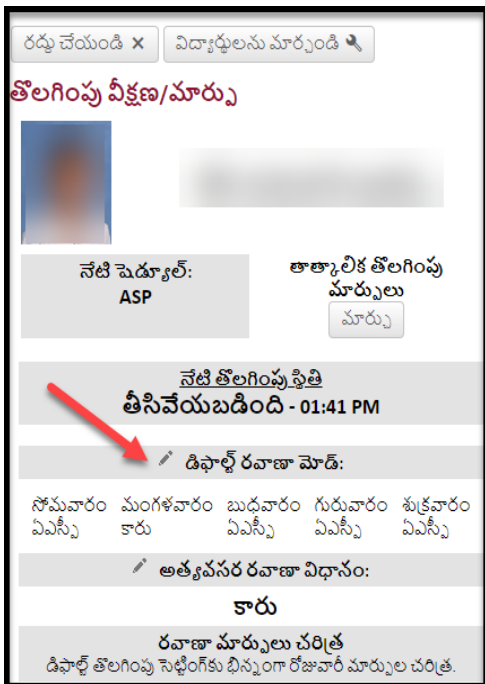 రద్దు చేయండి ✕ విద్యార్థులను మార్చండి
తొలగింపు వీక్షణ/మార్పు
నేటి షెడ్యూల్:
ASP
తాత్కాలిక తొలగింపు
మార్పులు
మార్చు
నేటి తొలగింపు స్థితి
తీసివేయబడింది - 01:41 PM
డిఫాల్ట్ రవాణా మోడ్:
సోమవారం మంగళవారం బుధవారం గురువారం శుక్రవారం
ఏఎస్పీ కారు ఏఎస్పీ ఏఎస్పీ ఏఎస్పీ
అత్యవసర రవాణా విధానం:
కారు
రవాణా మార్పులు చరిత్ర
డిఫాల్ట్ తొలగింపు సెట్టింగ్‌కు భిన్నంగా రోజువారీ మార్పుల చరిత్ర.